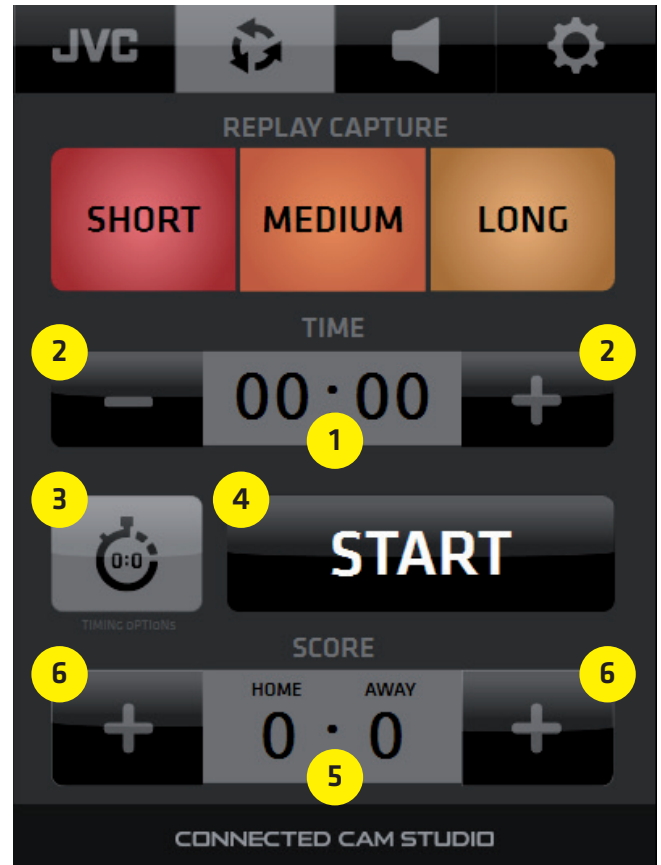 JVC
REPLAY CAPTURE
SHORT MEDIUM LONG
TIME
2 2
00:00
1
3 4
0:0
START
TIMING OPTIONS
SCORE
6 6
HOME AWAY
0 : 0
5
CONNECTED CAM STUDIO